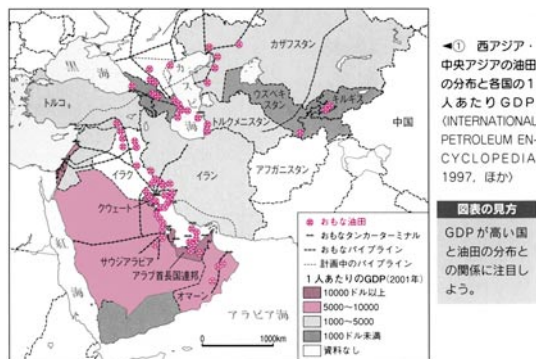 カザフスタン
黒海
カスピ海
トルコ
ウズベキスタン
キルギス
トルクメニスタン
中国
アフガニスタン
イラク
イラン
クウェート
サウジアラビア
アラブ首長国連邦
オマーン
紅海
アラビア海
0 1000km
おもな油田
おもなタンカーターミナル
おもなパイプライン
計画中のパイプライン
1人あたりのGDP(2001年)
10000ドル以上
5000〜10000
1000〜5000
1000ドル未満
資料なし
◀① 西アジア・
中央アジアの油田
の分布と各国の1
人あたりGDP
〈INTERNATIONAL
PETROLEUM EN-
CYCLOPEDIA
1997, ほか〉
図表の見方
GDPが高い国
と油田の分布と
の関係に注目し
よう。